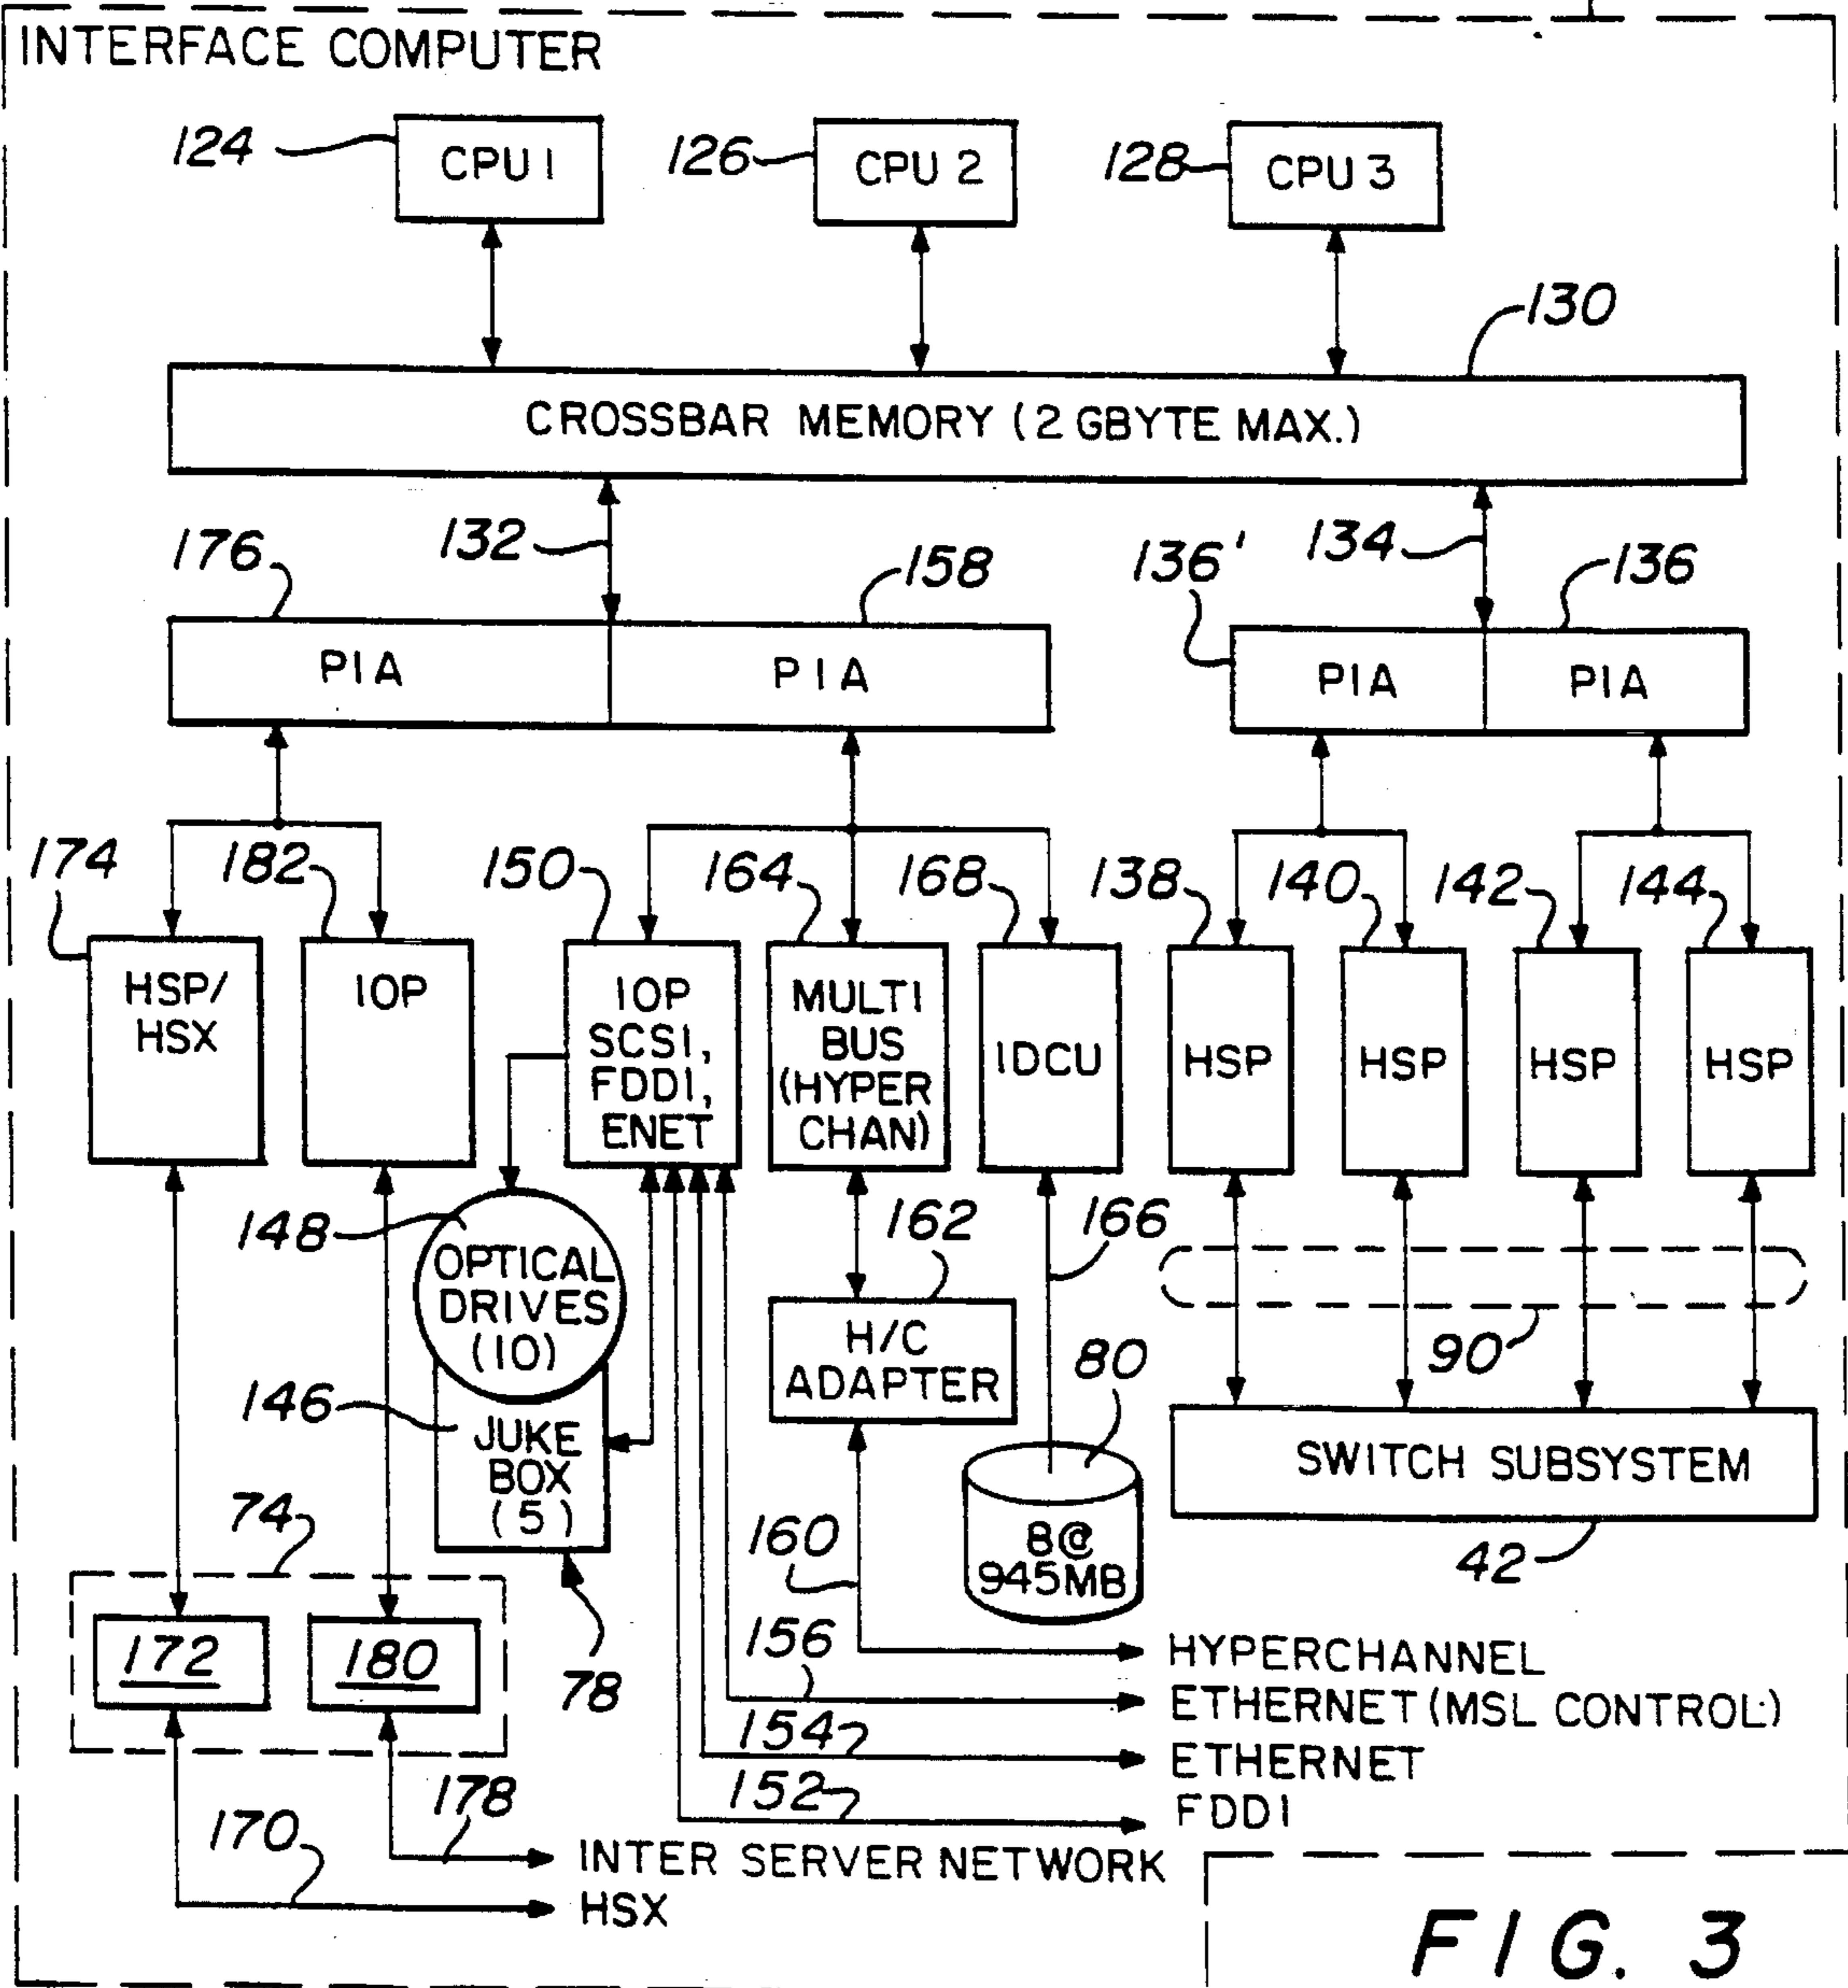 INTERFACE COMPUTER
124
CPU 1
126
CPU 2
128
CPU 3
130
CROSSBAR MEMORY (2 GBYTE MAX.)
132
134
176
158
136'
136
PIA
PIA
PIA
PIA
174
182
150
164
168
138
140
142
144
HSP/
HSX
IOP
IOP
SCSI,
FDDI,
ENET
MULTI
BUS
(HYPER
CHAN)
IDCU
HSP
HSP
HSP
HSP
148
OPTICAL
DRIVES
(10)
162
166
H/C
ADAPTER
80
90
146
JUKE
BOX
(5)
SWITCH SUBSYSTEM
42
74
160
8@
945MB
172
180
78
156
HYPERCHANNEL
ETHERNET (MSL CONTROL)
154
ETHERNET
152
FDDI
178
170
INTER SERVER NETWORK
HSX
FIG. 3